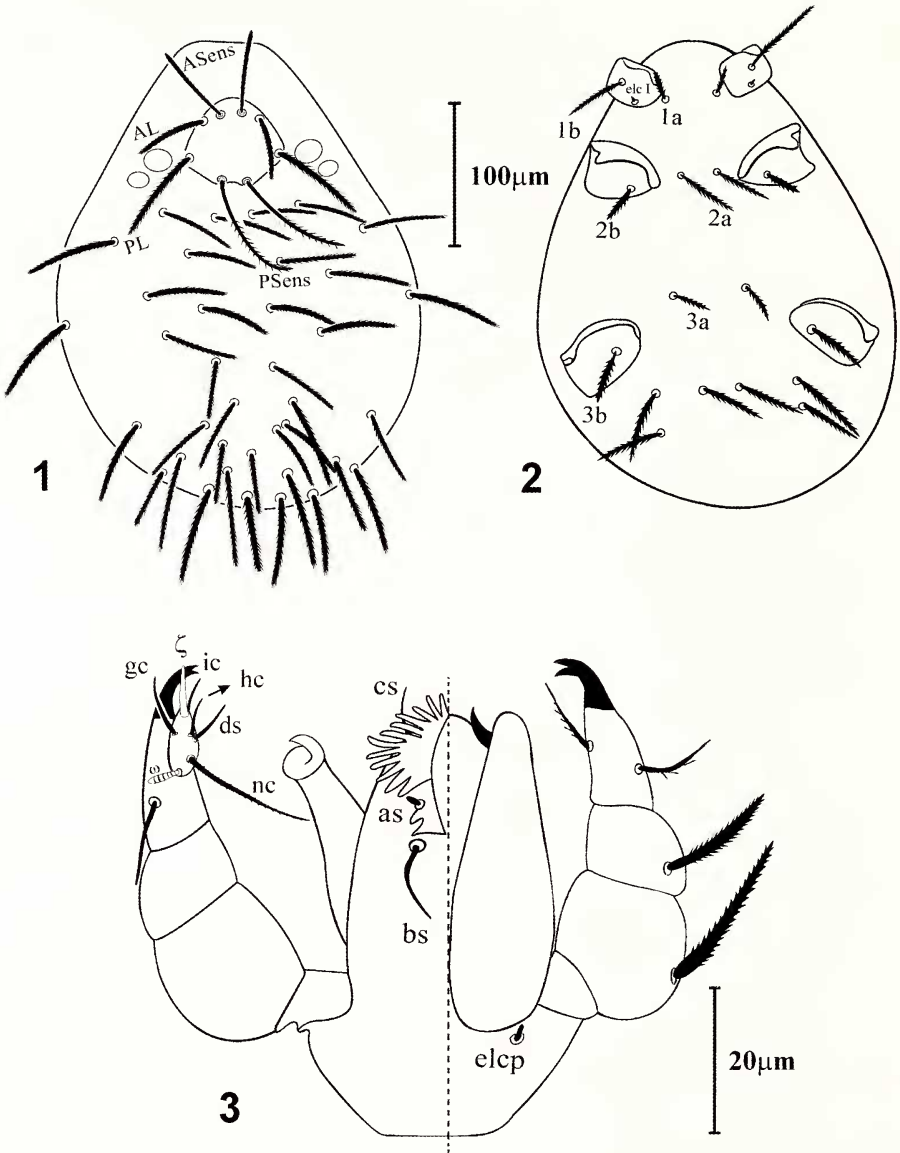 ASens
AL
PL
PSens
100μm
1
elc I
1b
1a
2b
2a
3a
3b
2
ζ
gc
ic
hc
ds
ω
nc
cs
as
bs
elcp
20μm
3